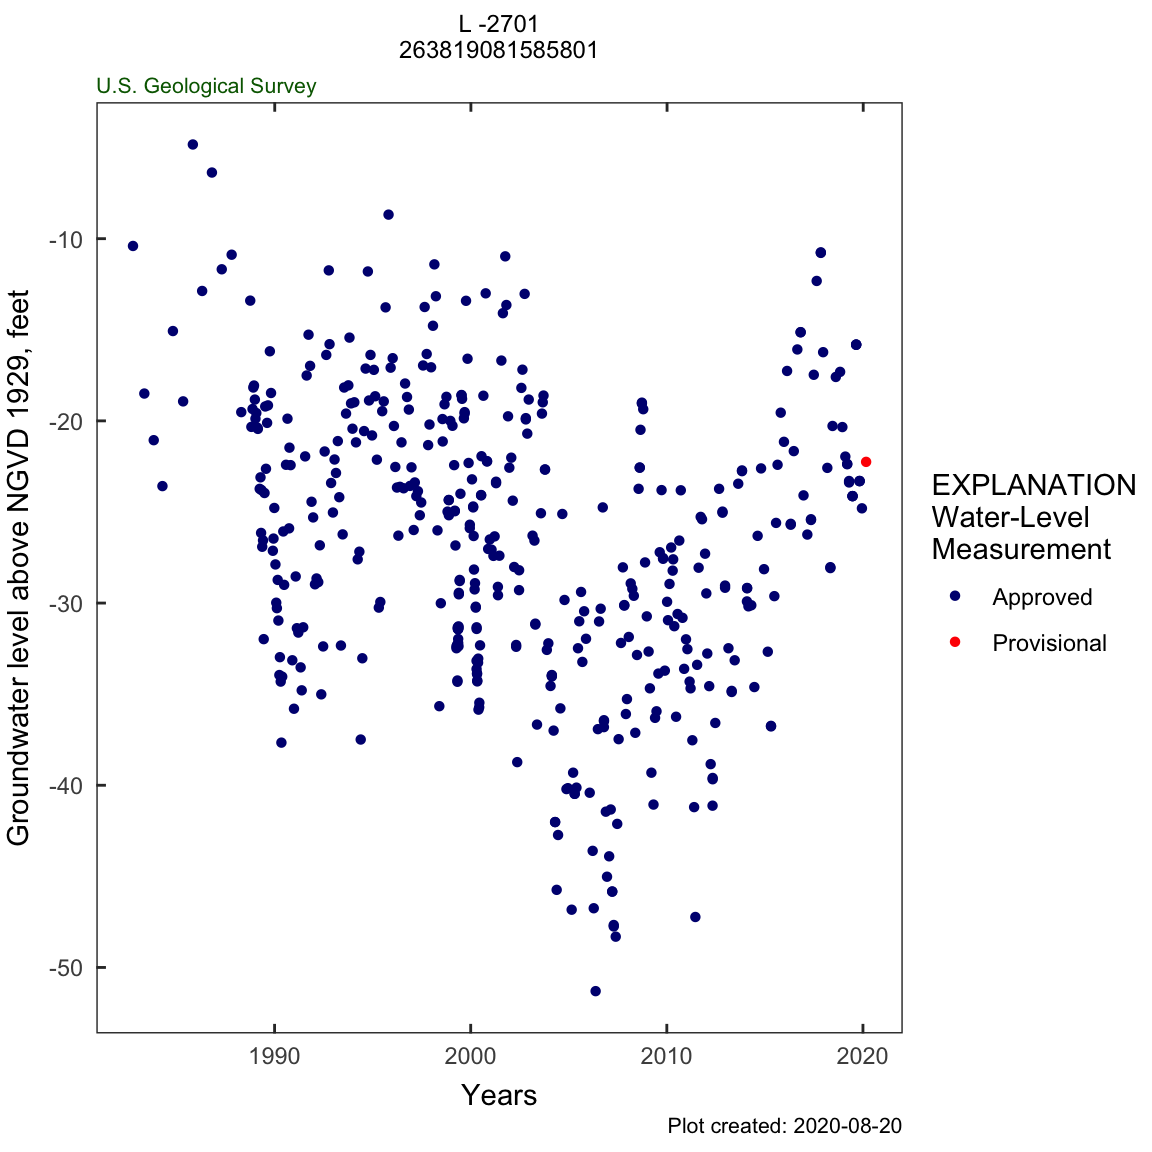 L -2701
263819081585801
U.S. Geological Survey
Groundwater level above NGVD 1929, feet
-10
-20
-30
-40
-50
1990
2000
2010
2020
Years
EXPLANATION
Water-Level
Measurement
Approved
Provisional
Plot created: 2020-08-20